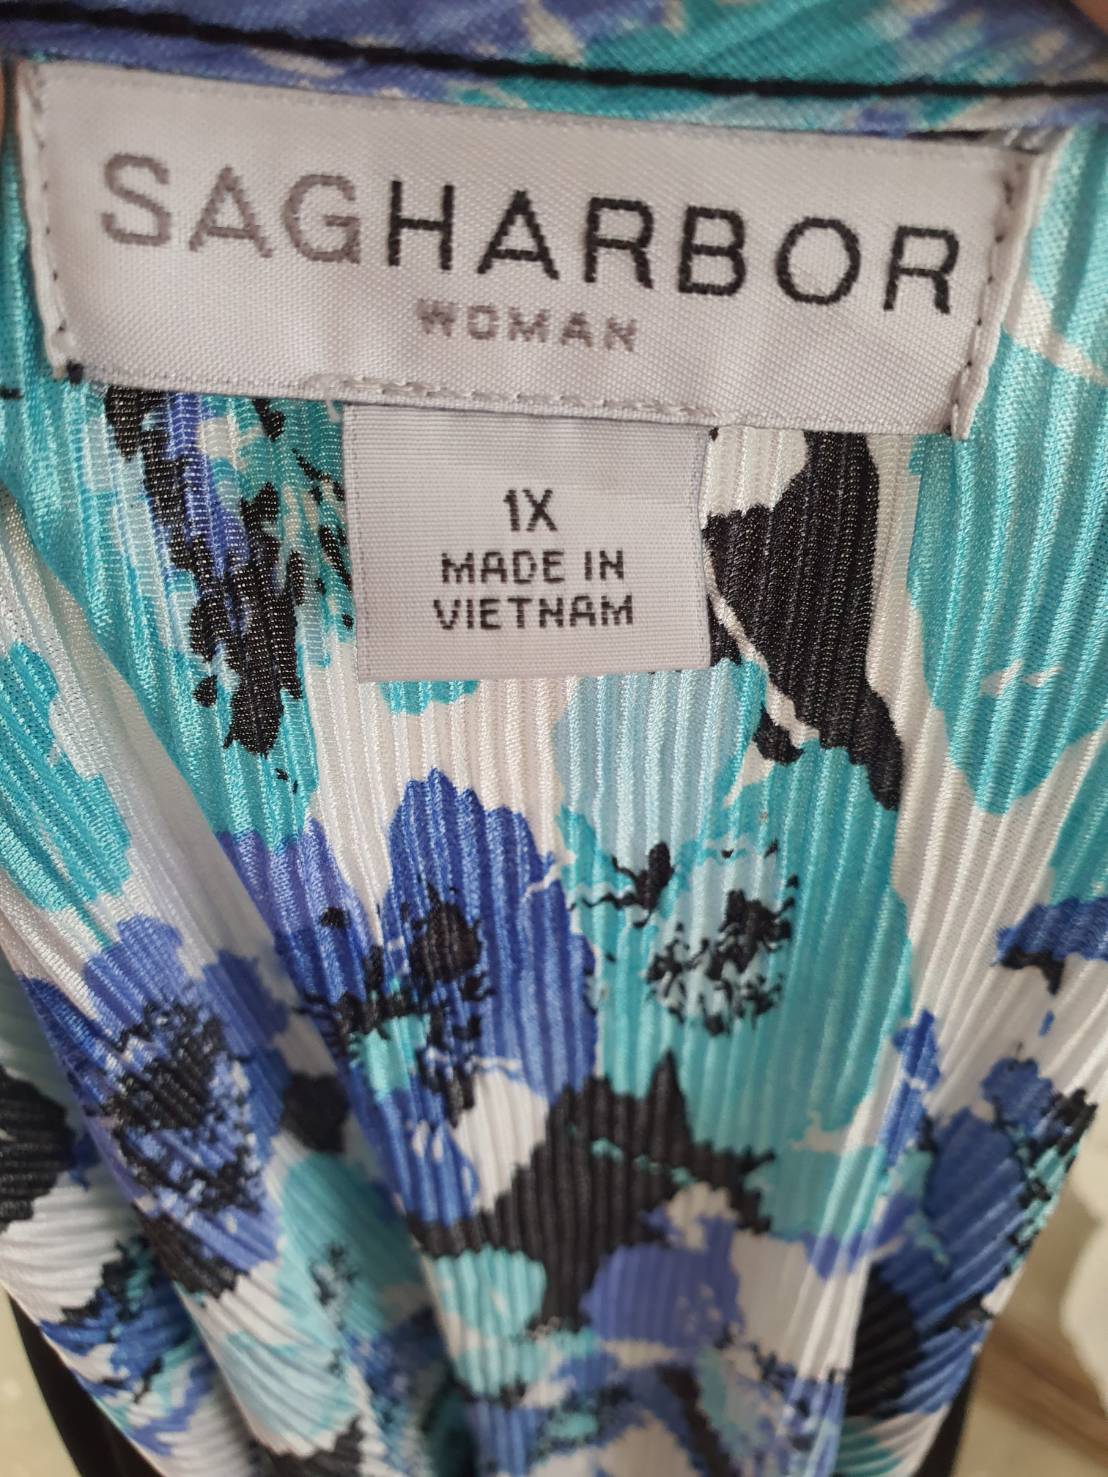 SAGHARBOR
WOMAN
1X
MADE IN
VIETNAM